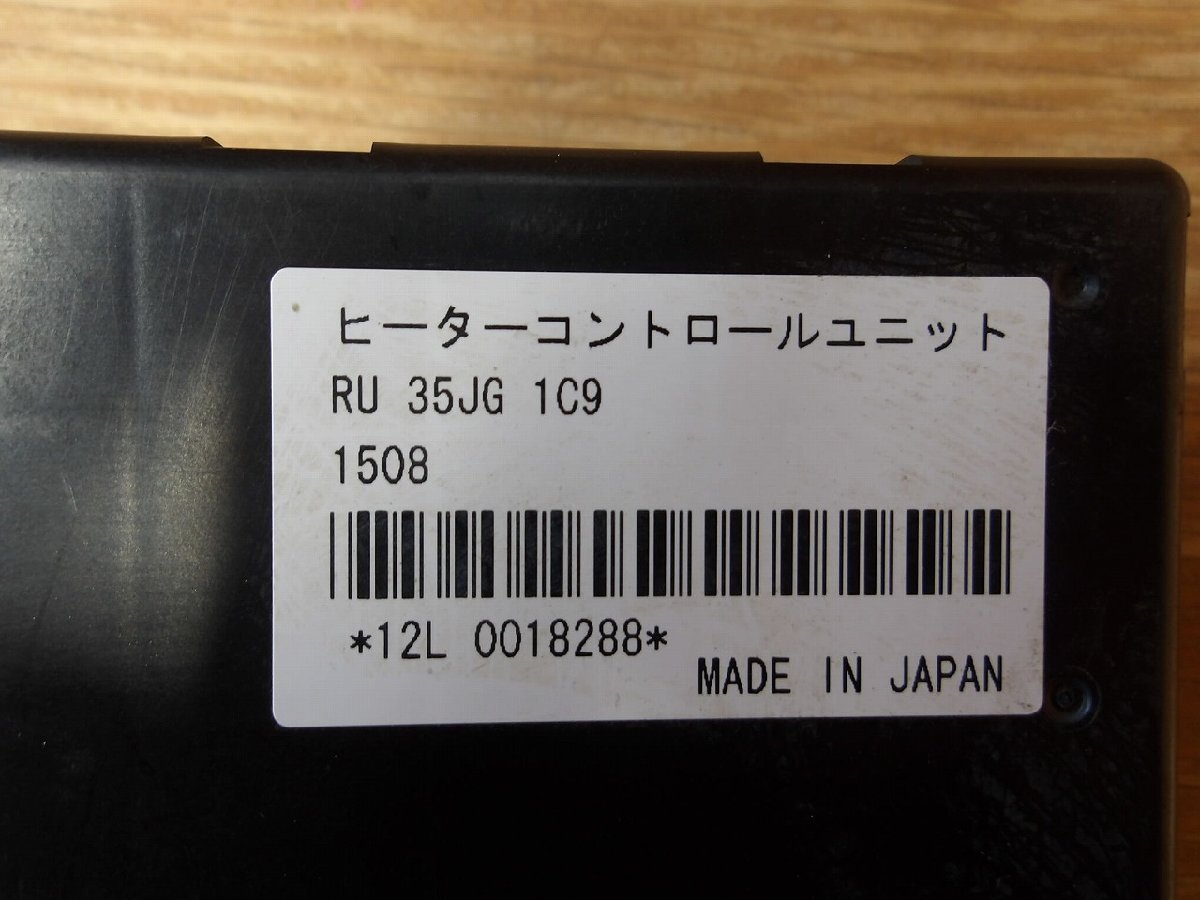 ヒーターコントロールユニット
RU 35JG 1C9
1508
*12L 0018288*
MADE IN JAPAN